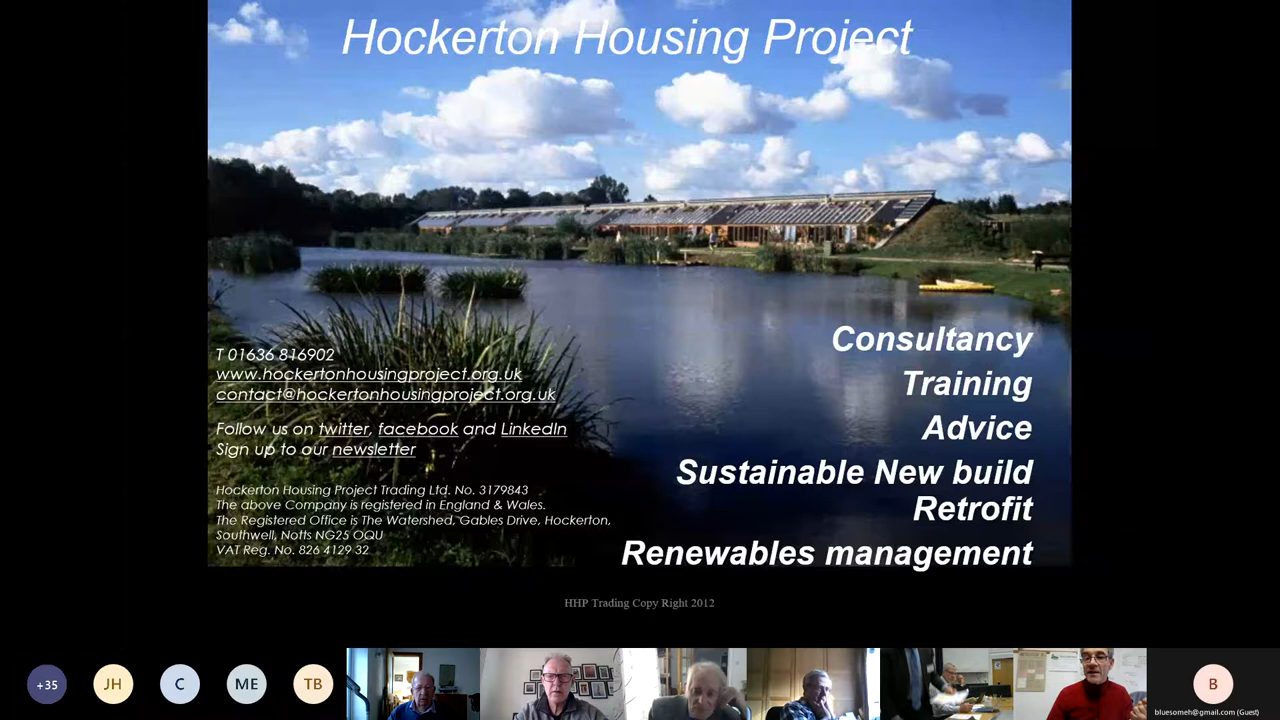 Hockerton Housing Project
Consultancy
Training
Advice
Sustainable New build
Retrofit
Renewables management
T 01636 816902
www.hockertonhousingproject.org.uk
contact@hockertonhousingproject.org.uk
Follow us on twitter, facebook and LinkedIn
Sign up to our newsletter
Hockerton Housing Project Trading Ltd. No. 3179843
The above Company is registered in England & Wales.
The Registered Office is The Watershed, Gables Drive, Hockerton,
Southwell, Notts NG25 OQU
VAT Reg. No. 826 4129 32
HHP Trading Copy Right 2012
+35
JH
C
ME
TB
B
bluesomeh@gmail.com (Guest)